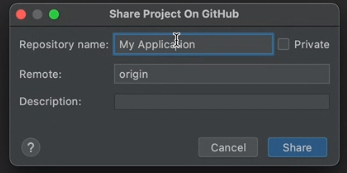 Share Project On GitHub
Repository name: My Application Private
Remote: origin
Description:
? Cancel Share